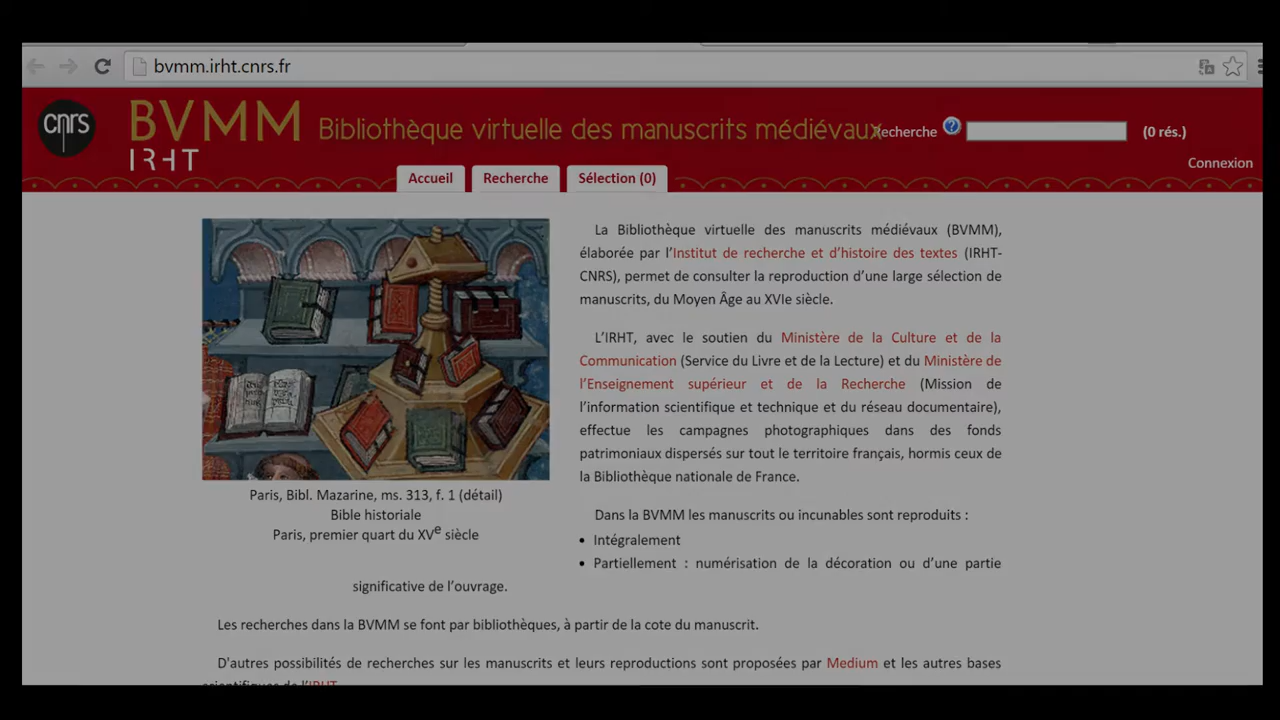 bvmm.irht.cnrs.fr
cnrs
BVMM Bibliothèque virtuelle des manuscrits médiévaux
IRHT
Recherche ? (0 rés.)
Connexion
Accueil Recherche Sélection (0)
La Bibliothèque virtuelle des manuscrits médiévaux (BVMM),
élaborée par l’Institut de recherche et d’histoire des textes (IRHT-
CNRS), permet de consulter la reproduction d’une large sélection de
manuscrits, du Moyen Âge au XVIe siècle.
L’IRHT, avec le soutien du Ministère de la Culture et de la
Communication (Service du Livre et de la Lecture) et du Ministère de
l’Enseignement supérieur et de la Recherche (Mission de
l’information scientifique et technique et du réseau documentaire),
effectue les campagnes photographiques dans des fonds
patrimoniaux dispersés sur tout le territoire français, hormis ceux de
la Bibliothèque nationale de France.
Paris, Bibl. Mazarine, ms. 313, f. 1 (détail)
Bible historiale
Paris, premier quart du XVe siècle
Dans la BVMM les manuscrits ou incunables sont reproduits :
• Intégralement
• Partiellement : numérisation de la décoration ou d’une partie
significative de l’ouvrage.
Les recherches dans la BVMM se font par bibliothèques, à partir de la cote du manuscrit.
D'autres possibilités de recherches sur les manuscrits et leurs reproductions sont proposées par Medium et les autres bases
scientifiques de l’IRHT.